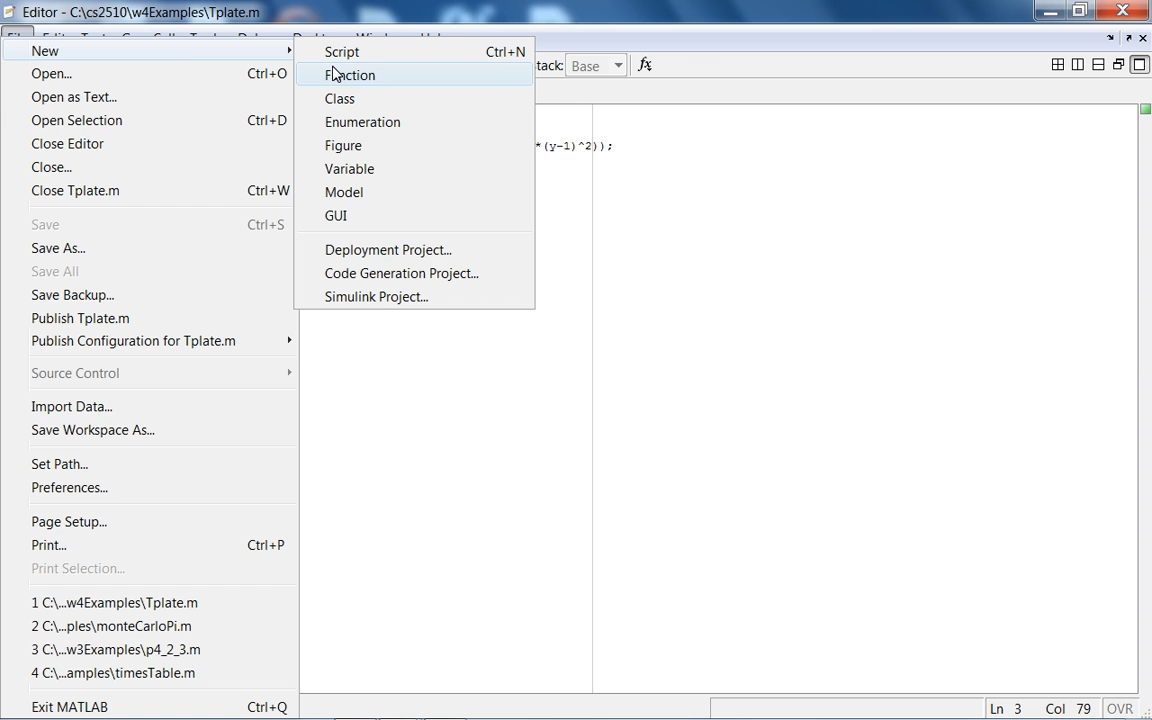 Editor - C:\cs2510\w4Examples\Tplate.m
New
Open... Ctrl+O
Open as Text...
Open Selection Ctrl+D
Close Editor
Close...
Close Tplate.m Ctrl+W
Save Ctrl+S
Save As...
Save All
Save Backup...
Publish Tplate.m
Publish Configuration for Tplate.m
Source Control
Import Data...
Save Workspace As...
Set Path...
Preferences...
Page Setup...
Print... Ctrl+P
Print Selection...
1 C:\...w4Examples\Tplate.m
2 C:\...ples\monteCarloPi.m
3 C:\...w3Examples\p4_2_3.m
4 C:\...amples\timesTable.m
Exit MATLAB Ctrl+Q
Script Ctrl+N
Function
Class
Enumeration
Figure
Variable
Model
GUI
Deployment Project...
Code Generation Project...
Simulink Project...
tack: Base fx
*(y-1)^2));
Ln 3 Col 79 OVR